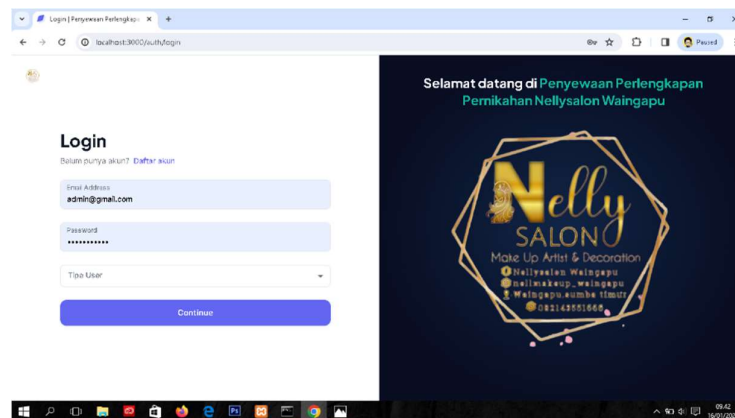 Login | Penyewaan Perlengkap
localhost:3000/auth/login
Paused
Login
Belum punya akun? Daftar akun
Email Address
admin@gmail.com
Password
Tipe User
Continue
Selamat datang di Penyewaan Perlengkapan
Pernikahan Nellysalon Waingapu
Nelly
SALON
Make Up Artist & Decoration
Nellysalon Waingapu
nellmakeup_waingapu
Waingapu.sumba timur
082143551666
09.42